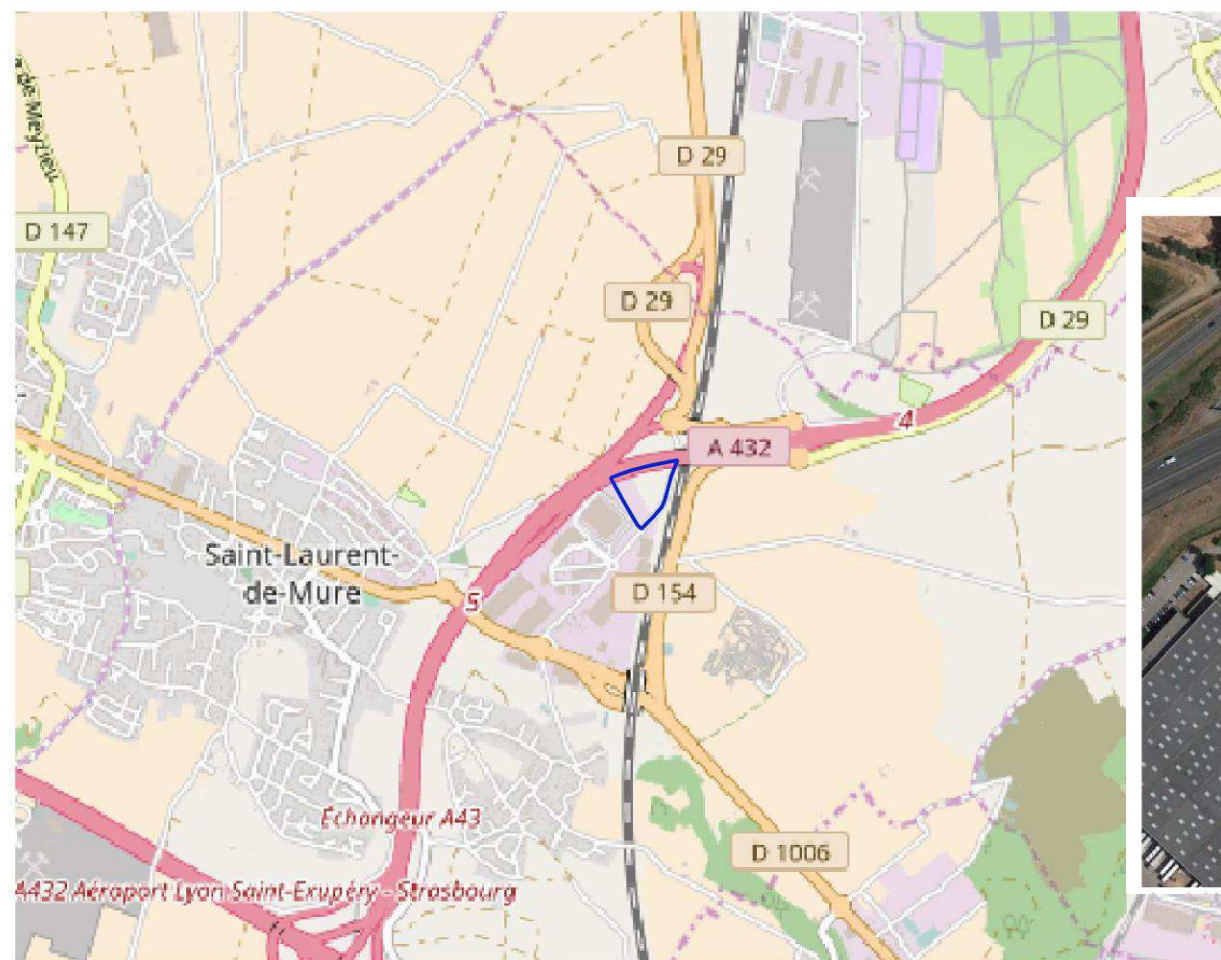 de Meyzieu
D 29
D 147
D 29
D 29
4
A 432
Saint-Laurent-
de-Mure
5
D 154
Échangeur A43
D 1006
A432 Aéroport Lyon Saint-Exupéry - Strasbourg